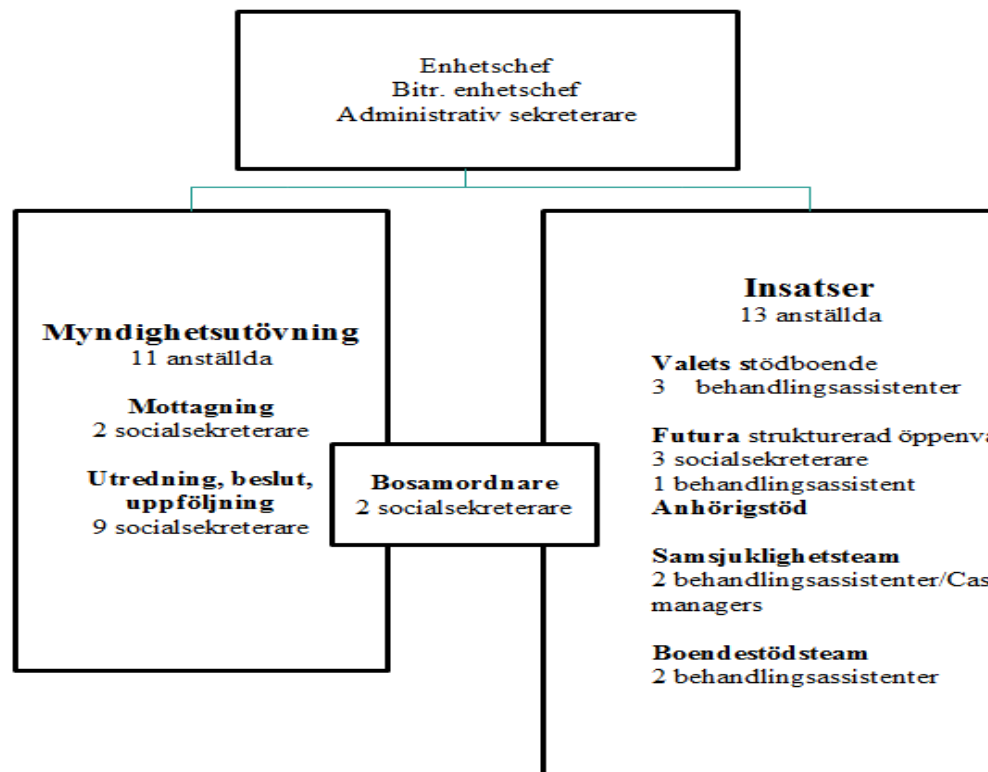 Enhetschef
Bitr. enhetschef
Administrativ sekreterare
Myndighetsutövning
11 anställda
Mottagning
2 socialsekreterare
Utredning, beslut,
uppföljning
9 socialsekreterare
Bosamordnare
2 socialsekreterare
Insatser
13 anställda
Valets stödboende
3 behandlingsassistenter
Futura strukturerad öppenvå
3 socialsekreterare
1 behandlingsassistent
Anhörigstöd
Samsjuklighetsteam
2 behandlingsassistenter/Cas
managers
Boendestödsteam
2 behandlingsassistenter